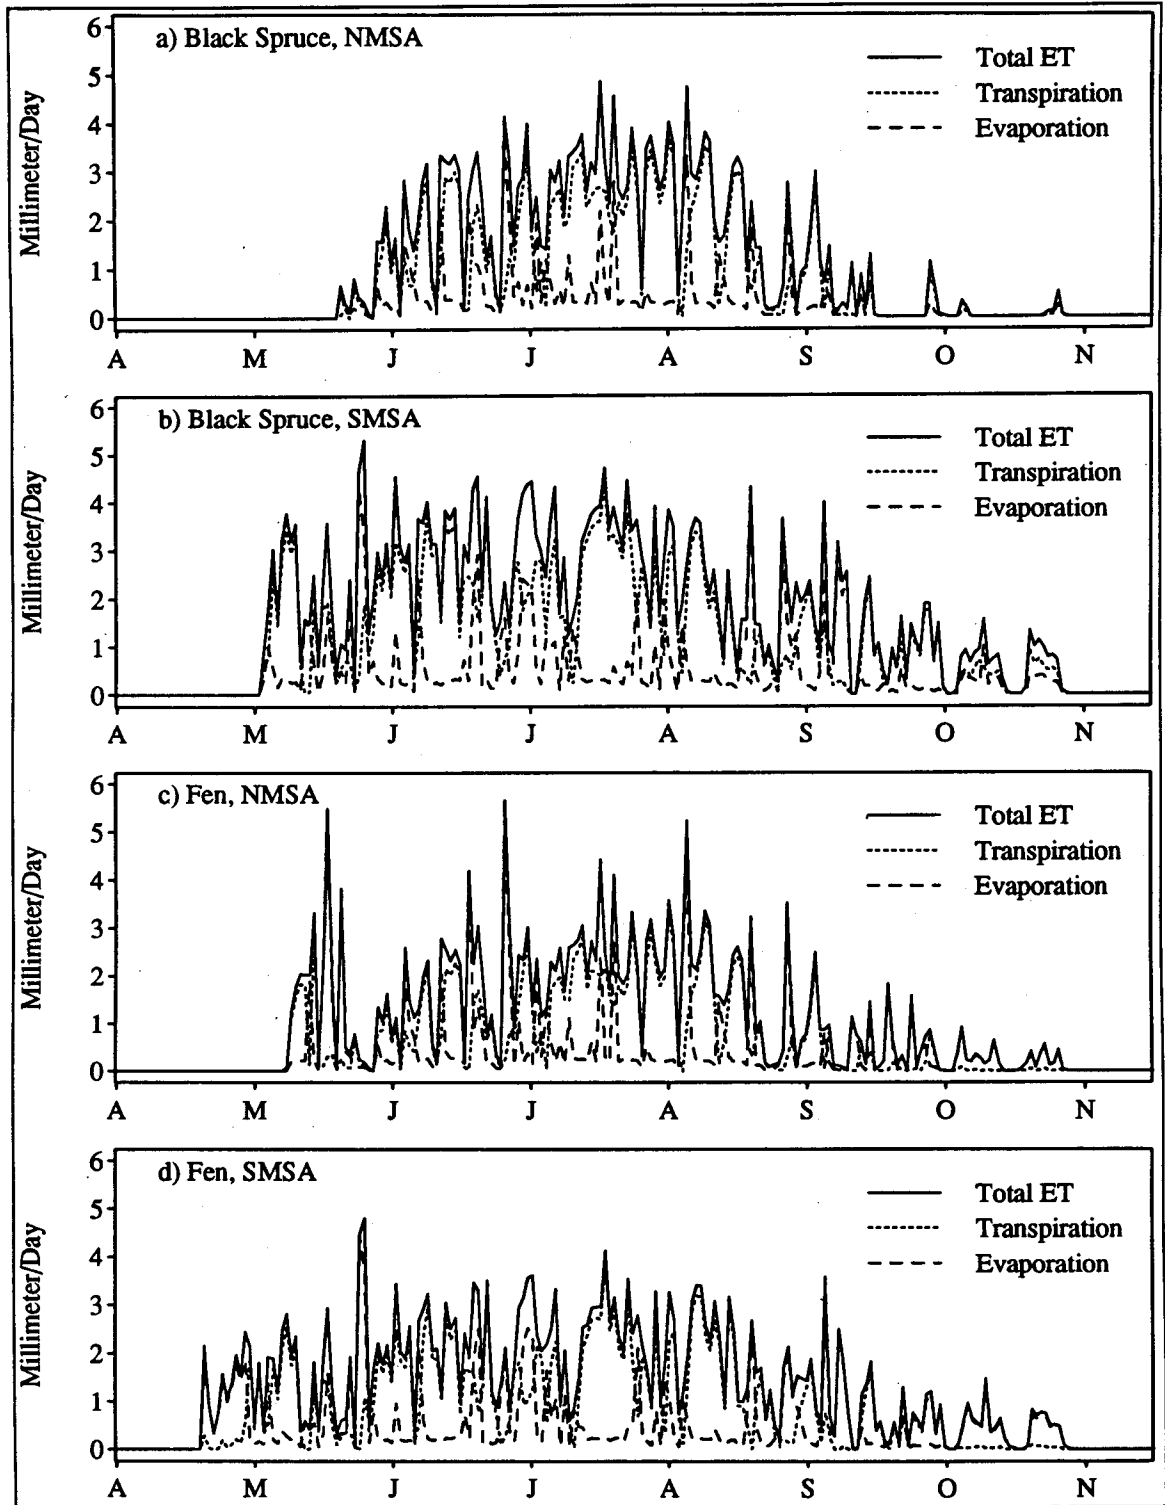 a) Black Spruce, NMSA
Total ET
Transpiration
Evaporation
Millimeter/Day
6
5
4
3
2
1
0
A M J J A S O N
b) Black Spruce, SMSA
Total ET
Transpiration
Evaporation
Millimeter/Day
6
5
4
3
2
1
0
A M J J A S O N
c) Fen, NMSA
Total ET
Transpiration
Evaporation
Millimeter/Day
6
5
4
3
2
1
0
A M J J A S O N
d) Fen, SMSA
Total ET
Transpiration
Evaporation
Millimeter/Day
6
5
4
3
2
1
0
A M J J A S O N